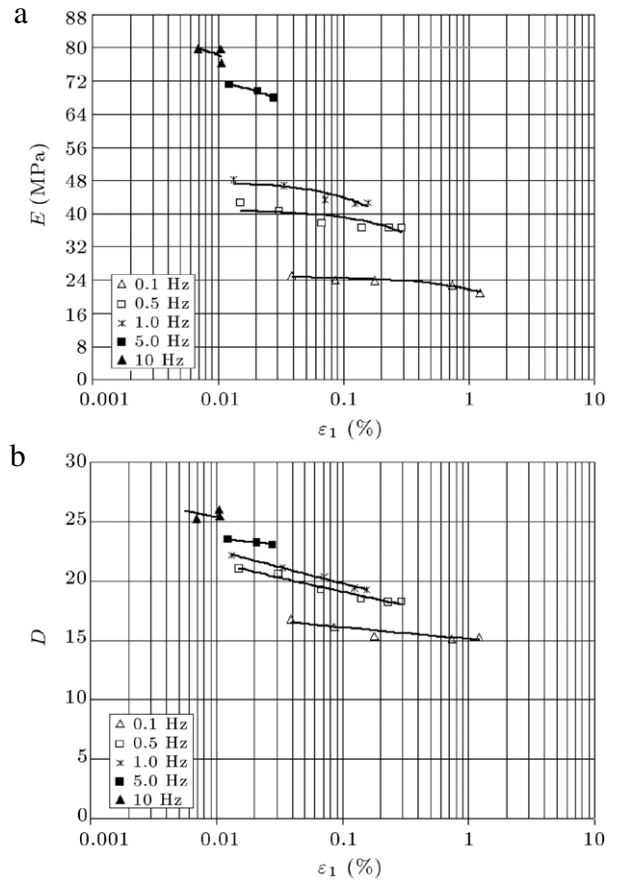 a
88
80
72
64
56
48
40
32
24
16
8
0
E (MPa)
△ 0.1 Hz
□ 0.5 Hz
✳ 1.0 Hz
■ 5.0 Hz
▲ 10 Hz
0.001 0.01 0.1 1 10
ε1 (%)
b
30
25
20
15
10
5
0
D
△ 0.1 Hz
□ 0.5 Hz
✳ 1.0 Hz
■ 5.0 Hz
▲ 10 Hz
0.001 0.01 0.1 1 10
ε1 (%)